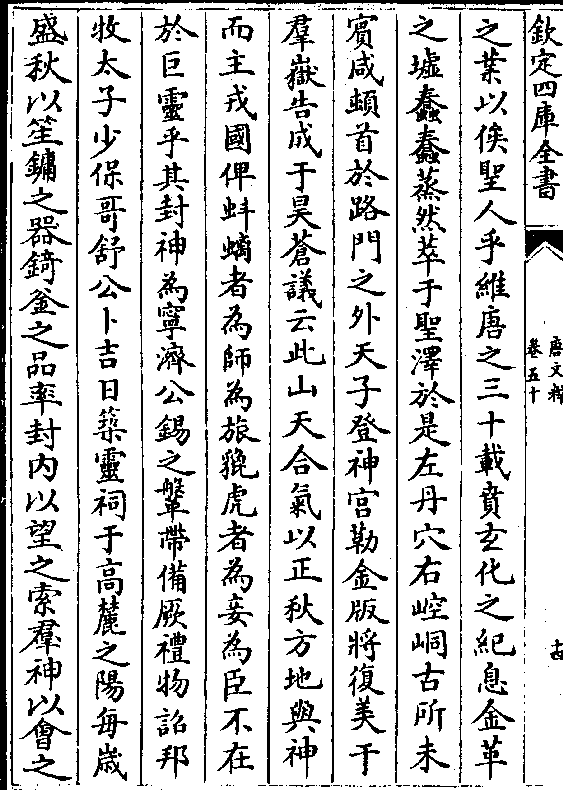 欽定四庫全書
唐文粹
卷五十
十四
之業以俟聖人乎維唐之三十載賁玄化之紀息金革
之墟蠢蠢蒸然萃于聖澤於是左丹穴右崆峒古所未
賓咸頓首於路門之外天子登神宫勒金版將復美于
羣嶽告成于昊蒼議云此山天合氣以正秋方地與神
而主戎國俾蚌螭者為師為旅貔虎者為妾為臣不在
於巨靈乎其封神為寧濟公錫之鞶帶備厥禮物詔邦
牧太子少保哥舒公卜吉日築靈祠于高麓之陽每歳
盛秋以笙鏞之器錡釡之品率封内以望之索羣神以會之